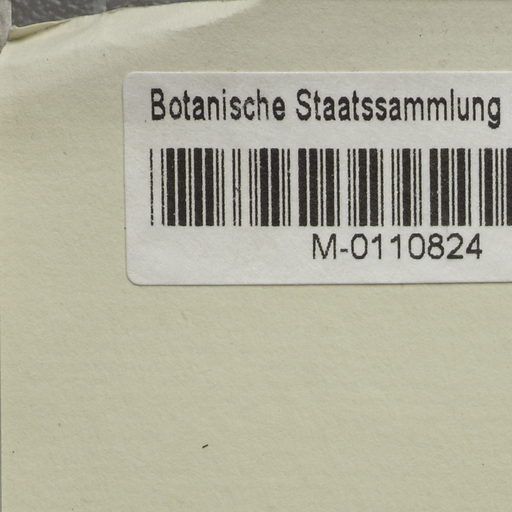 Botanische Staatssammlung
M-0110824